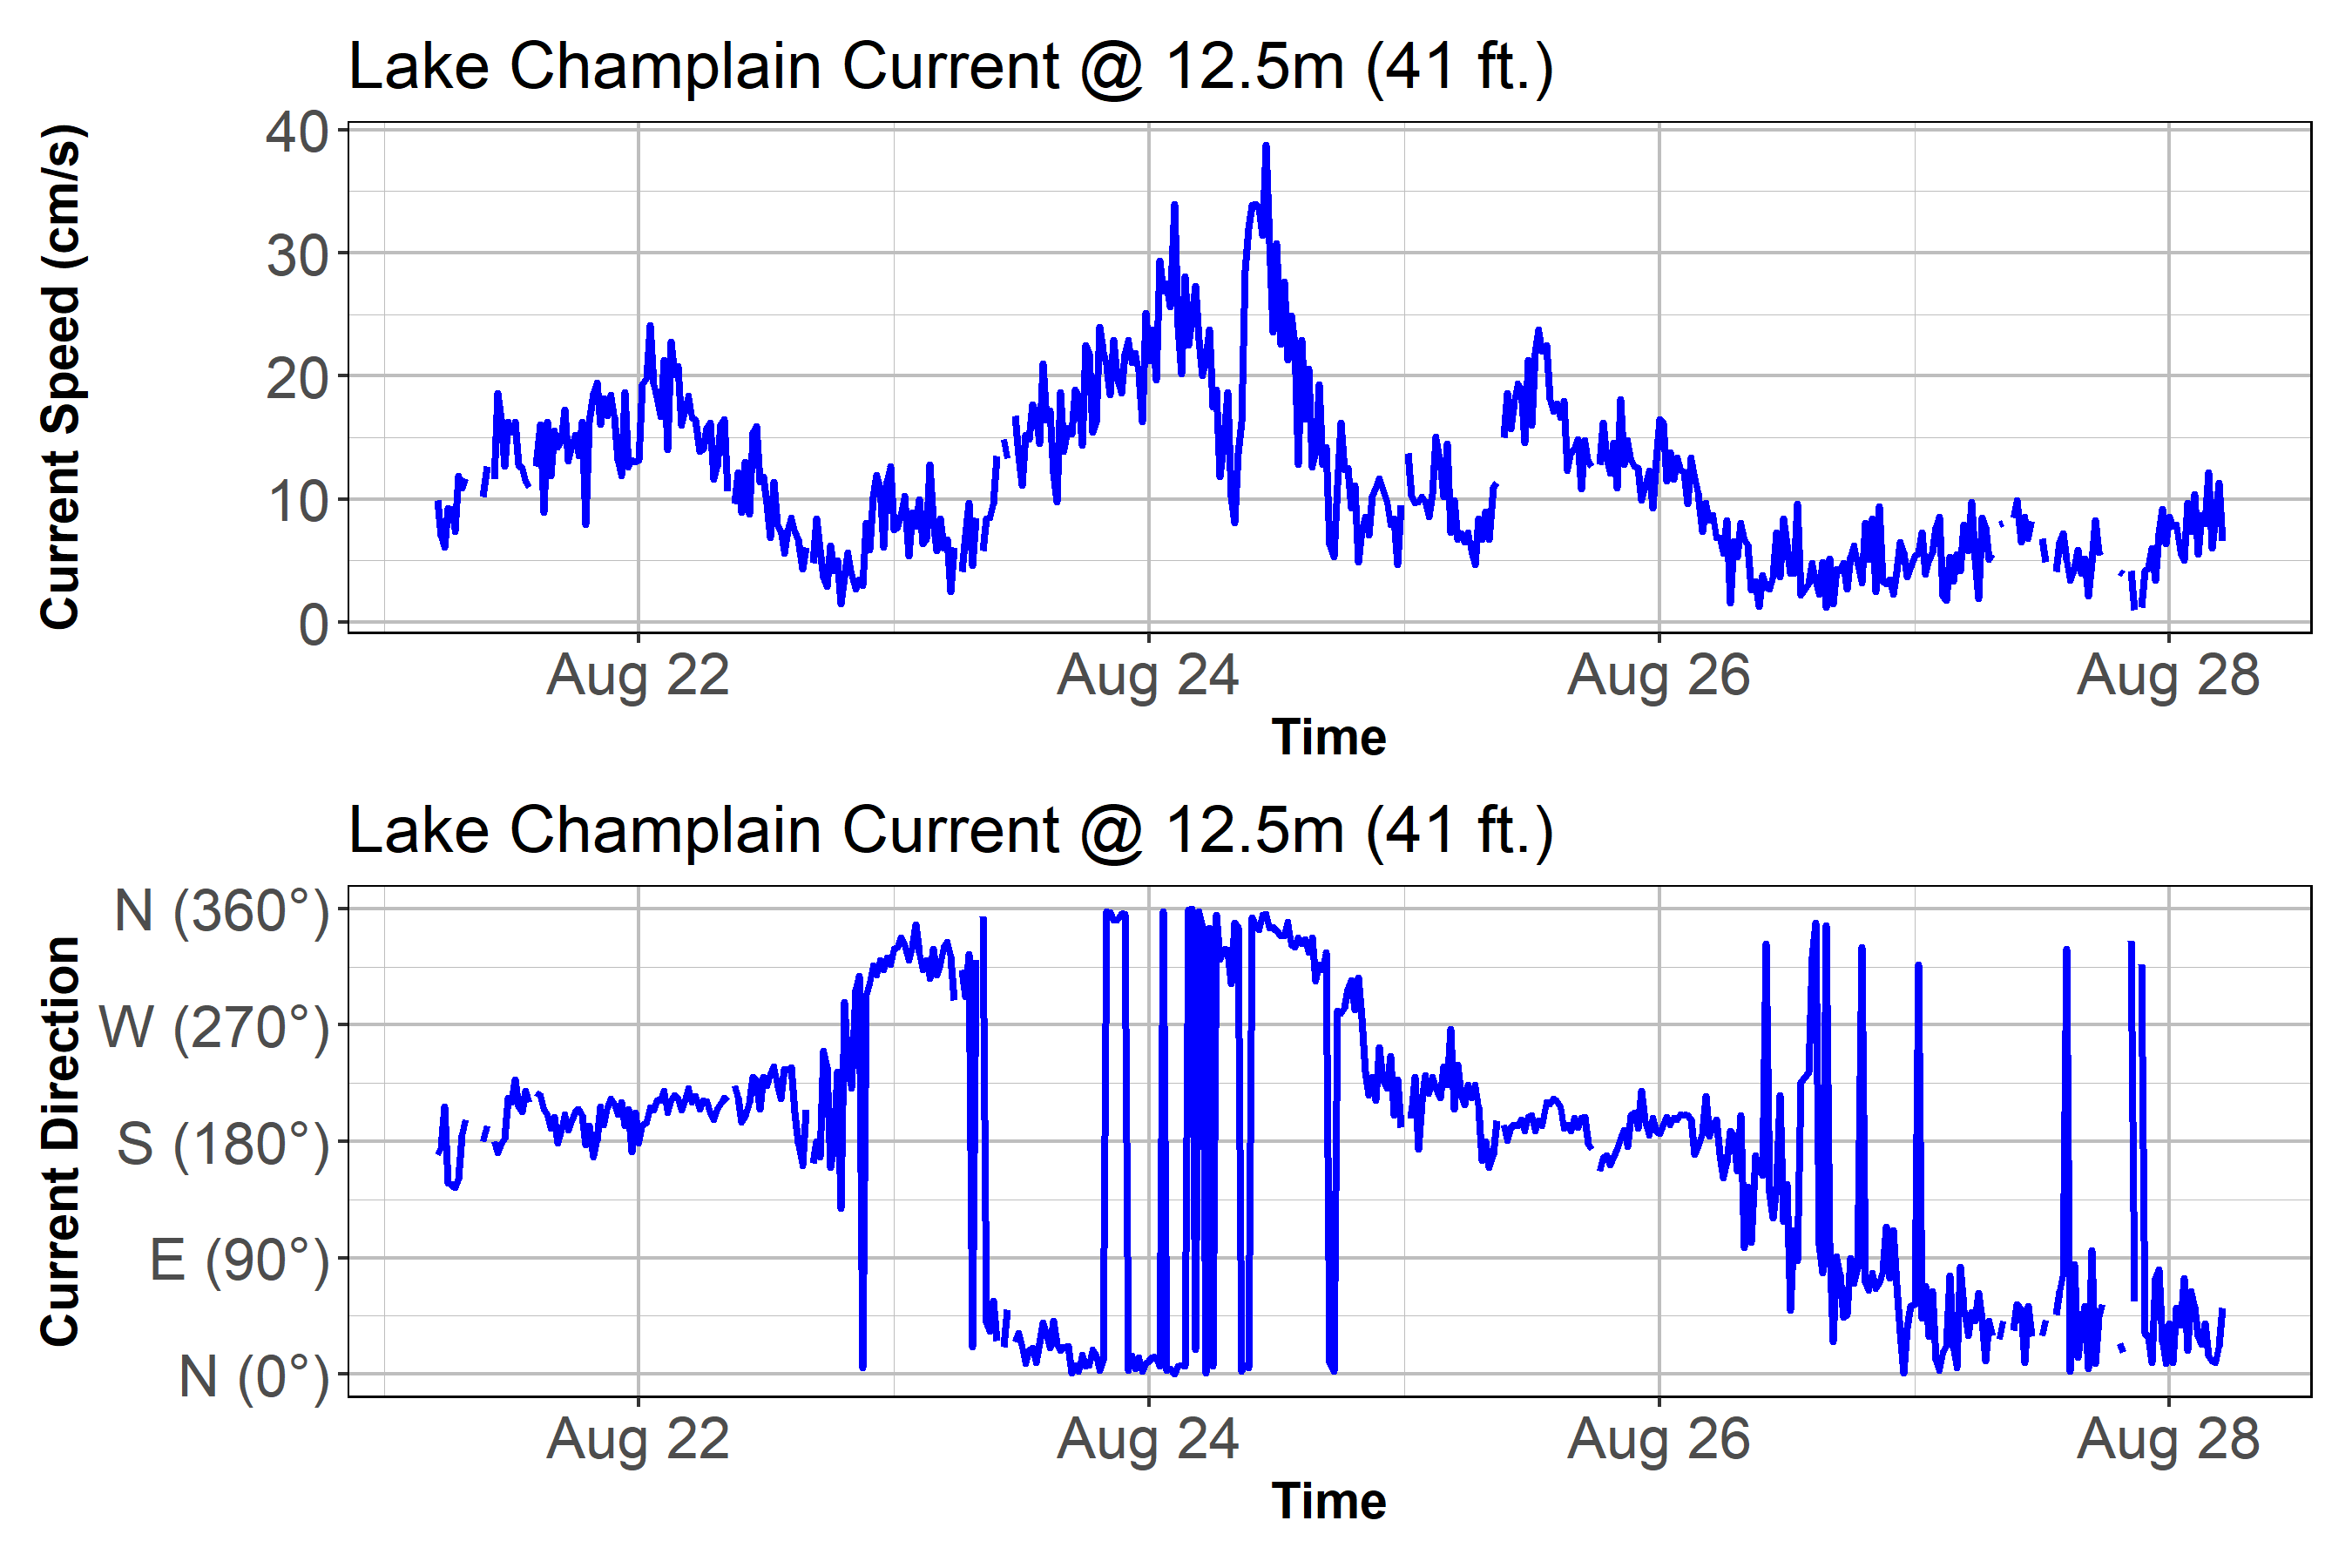 Lake Champlain Current @ 12.5m (41 ft.)
Current Speed (cm/s)
40
30
20
10
0
Aug 22 Aug 24 Aug 26 Aug 28
Time
Lake Champlain Current @ 12.5m (41 ft.)
Current Direction
N (360°)
W (270°)
S (180°)
E (90°)
N (0°)
Aug 22 Aug 24 Aug 26 Aug 28
Time